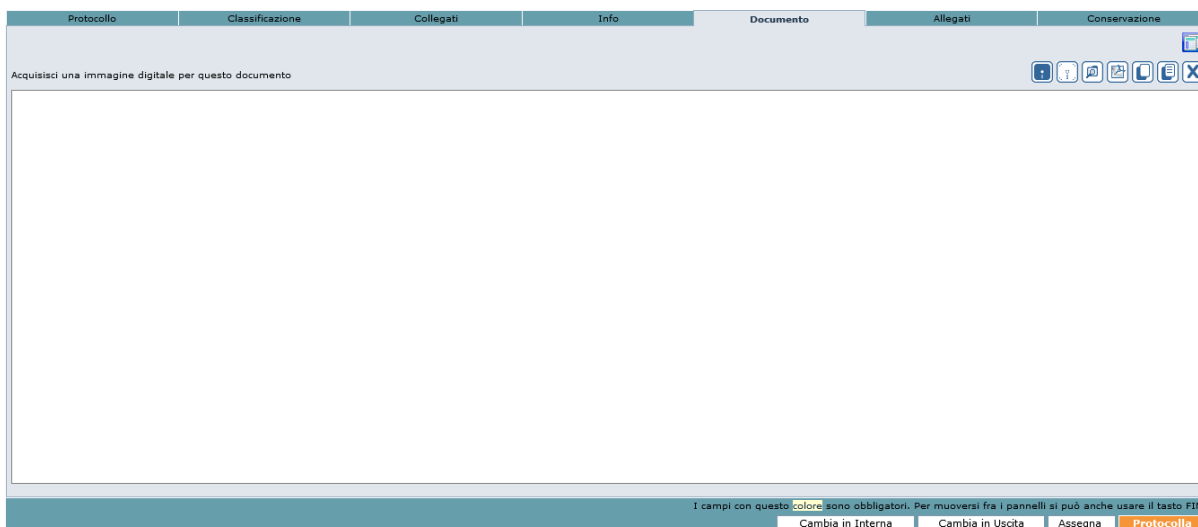 Protocollo Classificazione Collegati Info Documento Allegati Conservazione
Acquisisci una immagine digitale per questo documento
I campi con questo colore sono obbligatori. Per muoversi fra i pannelli si può anche usare il tasto
Cambia in Interna Cambia in Uscita Assegna Protocolla